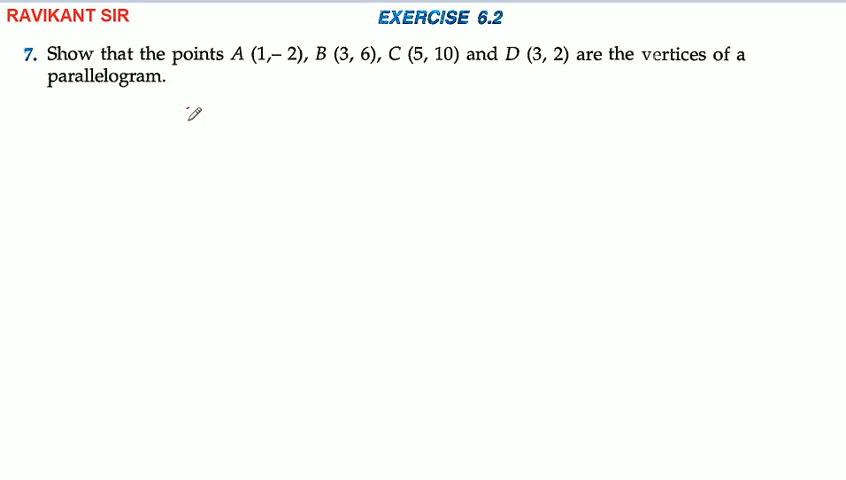 RAVIKANT SIR
EXERCISE 6.2
7. Show that the points A (1,– 2), B (3, 6), C (5, 10) and D (3, 2) are the vertices of a
parallelogram.